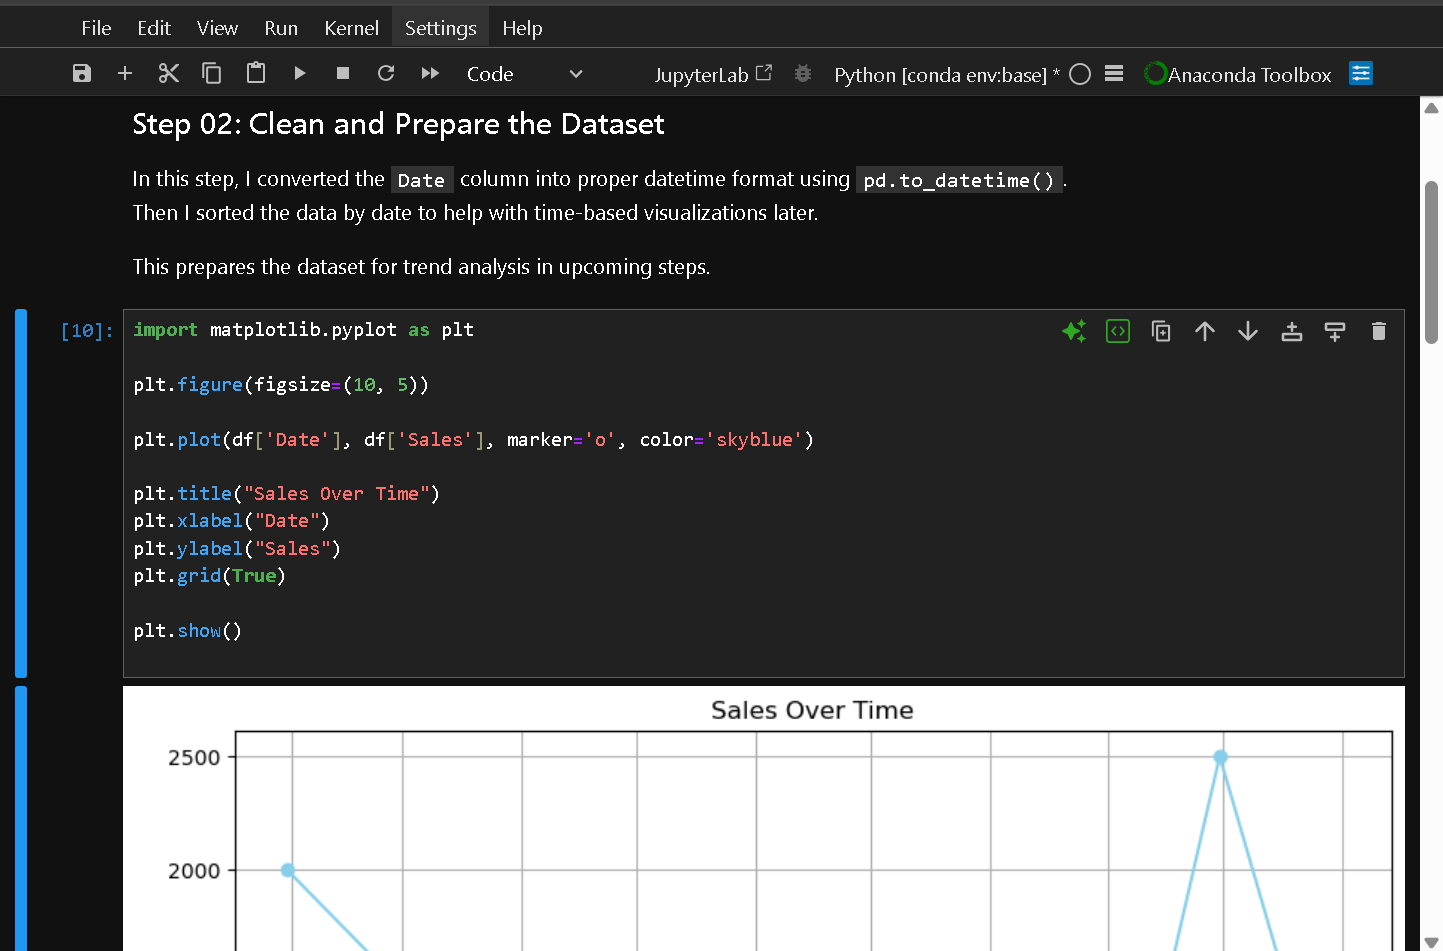 File Edit View Run Kernel Settings Help
Code JupyterLab Python [conda env:base] * Anaconda Toolbox
Step 02: Clean and Prepare the Dataset
In this step, I converted the Date column into proper datetime format using pd.to_datetime().
Then I sorted the data by date to help with time-based visualizations later.
This prepares the dataset for trend analysis in upcoming steps.
[10]: import matplotlib.pyplot as plt
plt.figure(figsize=(10, 5))
plt.plot(df['Date'], df['Sales'], marker='o', color='skyblue')
plt.title("Sales Over Time")
plt.xlabel("Date")
plt.ylabel("Sales")
plt.grid(True)
plt.show()
Sales Over Time
2500
2000